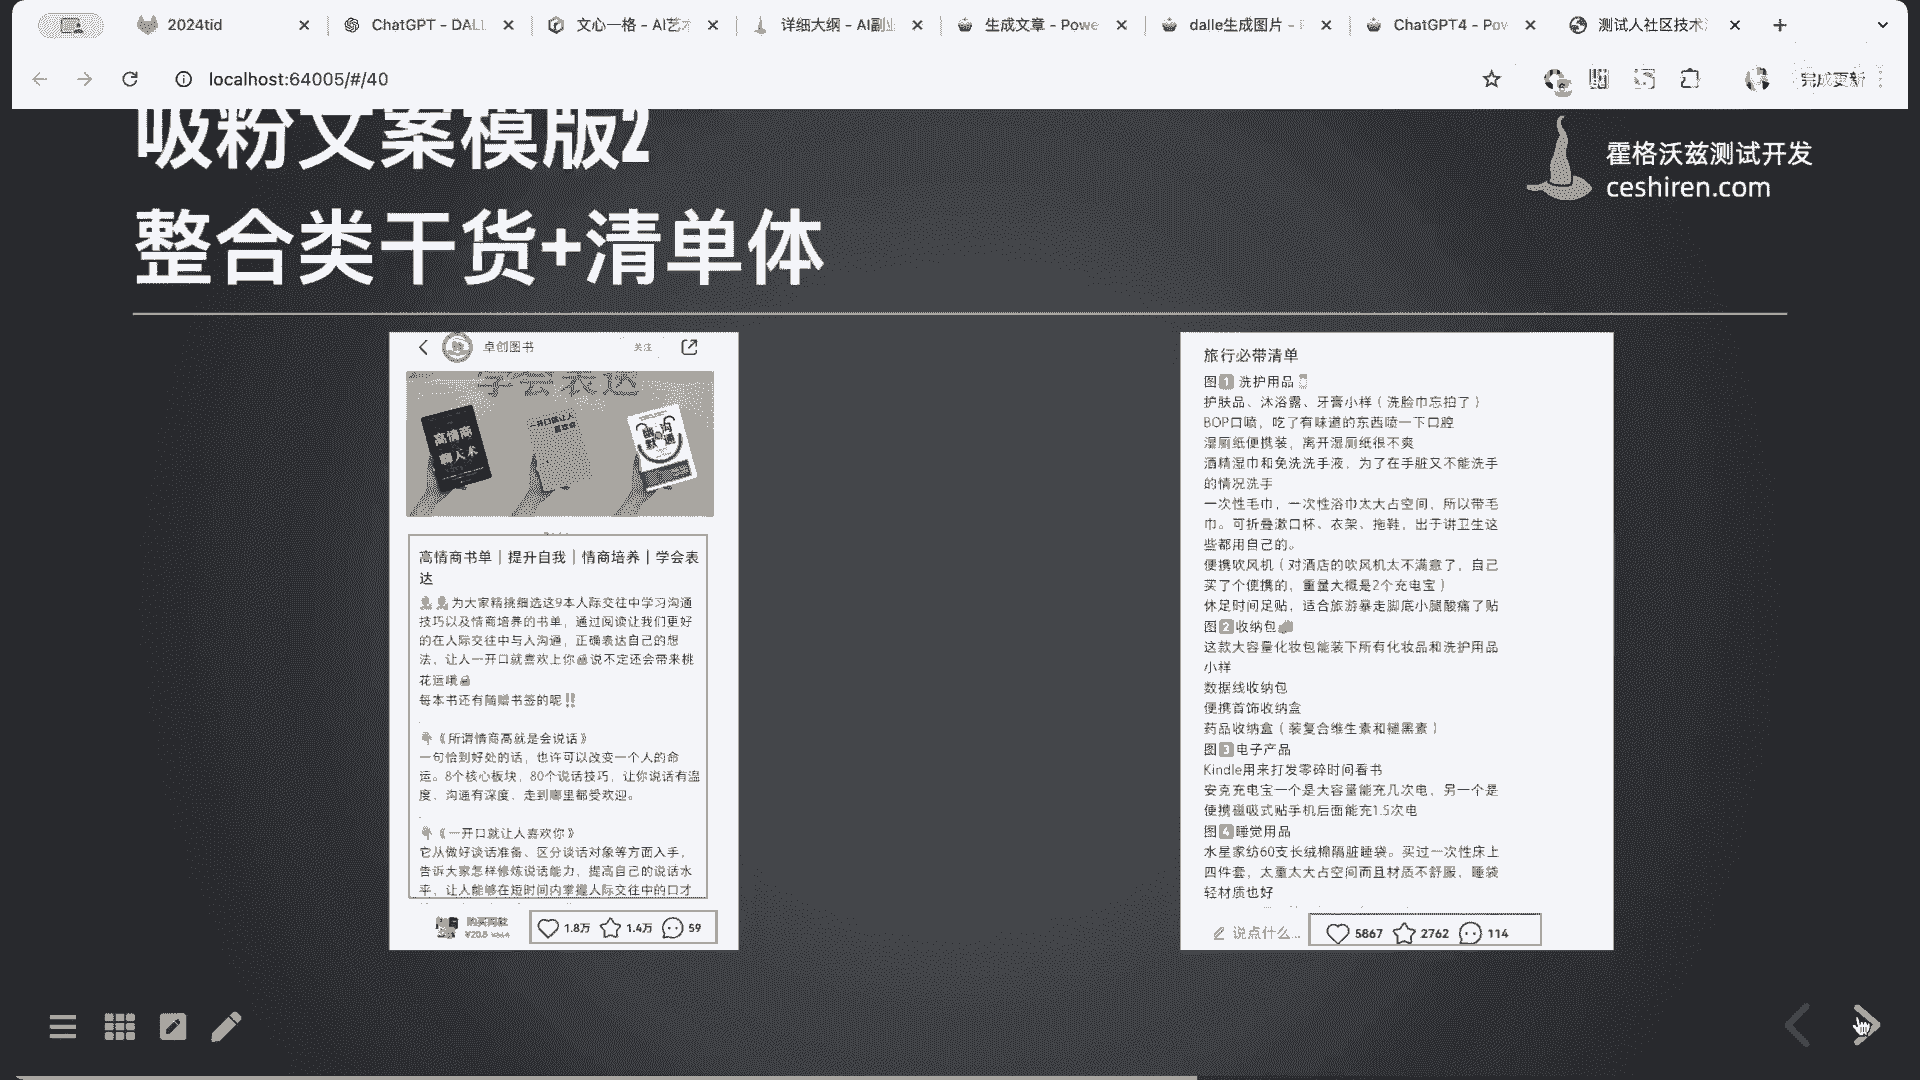 2024tid
ChatGPT - DALL
文心一格 - AI艺
详细大纲 - AI副业
生成文章 - Powe
dalle生成图片 -
ChatGPT4 - Pow
测试人社区技术
localhost:64005/#/40
完成更新
吸粉文案模版2
整合类干货+清单体
霍格沃兹测试开发
ceshiren.com
卓创图书
关注
学会表达
高情商
聊天术
一开口就让人
喜欢你
幽默
沟通
高情商书单｜提升自我｜情商培养｜学会表
达
为大家精挑细选这9本人际交往中学习沟通
技巧以及情商培养的书单，通过阅读让我们更好
的在人际交往中与人沟通，正确表达自己的想
法，让人一开口就喜欢上你说不定还会带来桃
花运哦
每本书还有随赠书签的呢‼
.
《所谓情商高就是会说话》
一句恰到好处的话，也许可以改变一个人的命
运。8个核心板块，80个说话技巧，让你说话有温
度、沟通有深度、走到哪里都受欢迎。
.
《一开口就让人喜欢你》
它从做好谈话准备、区分谈话对象等方面入手，
告诉大家怎样修炼说话能力，提高自己的说话水
平，让人能够在短时间内掌握人际交往中的口才
购买同款
¥20.8
1.8万 1.4万 59
旅行必带清单
图1 洗护用品
护肤品、沐浴露、牙膏小样（洗脸巾忘拍了）
BOP口喷，吃了有味道的东西喷一下口腔
湿厕纸便携装，离开湿厕纸很不爽
酒精湿巾和免洗洗手液，为了在手脏又不能洗手
的情况洗手
一次性毛巾，一次性浴巾太大占空间，所以带毛
巾。可折叠漱口杯、衣架、拖鞋，出于讲卫生这
些都用自己的。
便携吹风机（对酒店的吹风机太不满意了，自己
买了个便携的，重量大概是2个充电宝）
休足时间足贴，适合旅游暴走脚底小腿酸痛了贴
图2收纳包
这款大容量化妆包能装下所有化妆品和洗护用品
小样
数据线收纳包
便携首饰收纳盒
药品收纳盒（装复合维生素和褪黑素）
图3电子产品
Kindle用来打发零碎时间看书
安克充电宝一个是大容量能充几次电，另一个是
便携磁吸式贴手机后面能充1.5次电
图4睡觉用品
水星家纺60支长绒棉隔脏睡袋。买过一次性床上
四件套，太重太大占空间而且材质不舒服，睡袋
轻材质也好
说点什么...
5867 2762 114